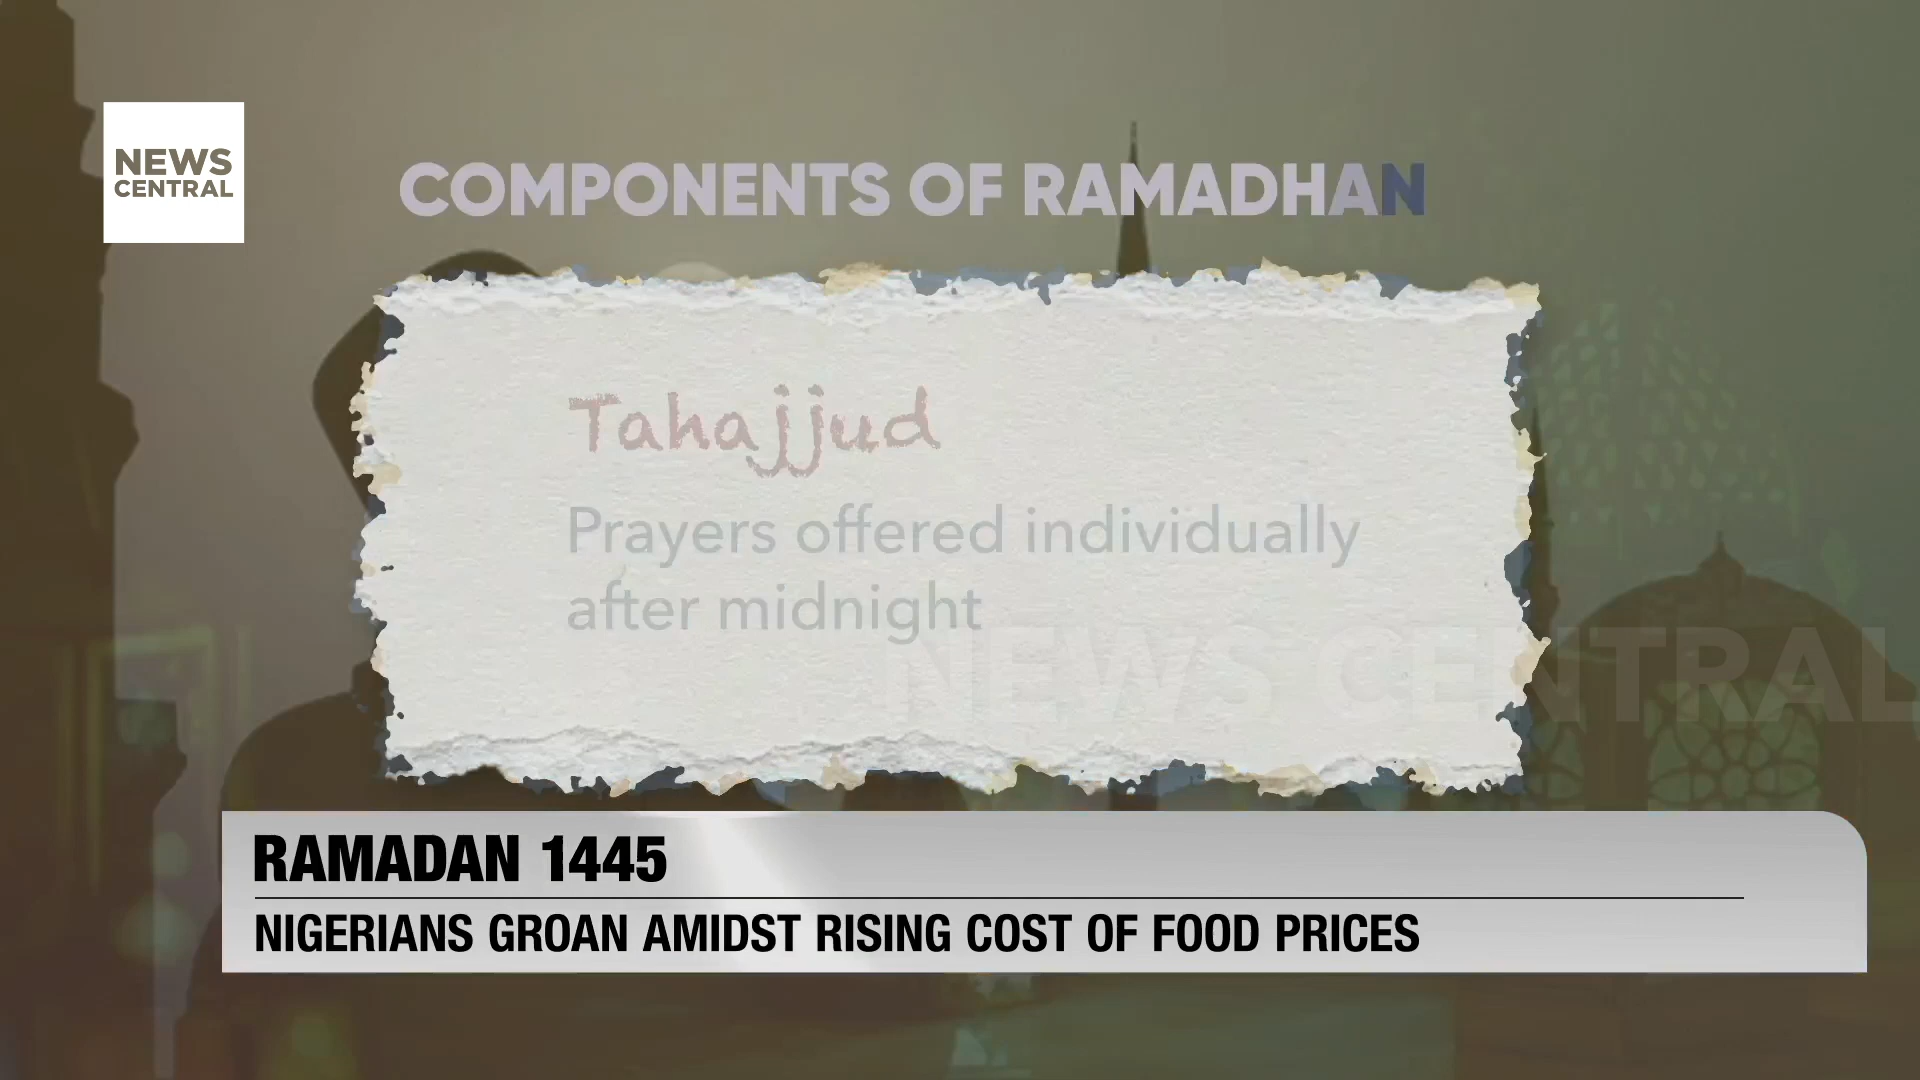 NEWS
CENTRAL
COMPONENTS OF RAMADHAN
Tahajjud
Prayers offered individually
after midnight
NEWS CENTRAL
RAMADAN 1445
NIGERIANS GROAN AMIDST RISING COST OF FOOD PRICES